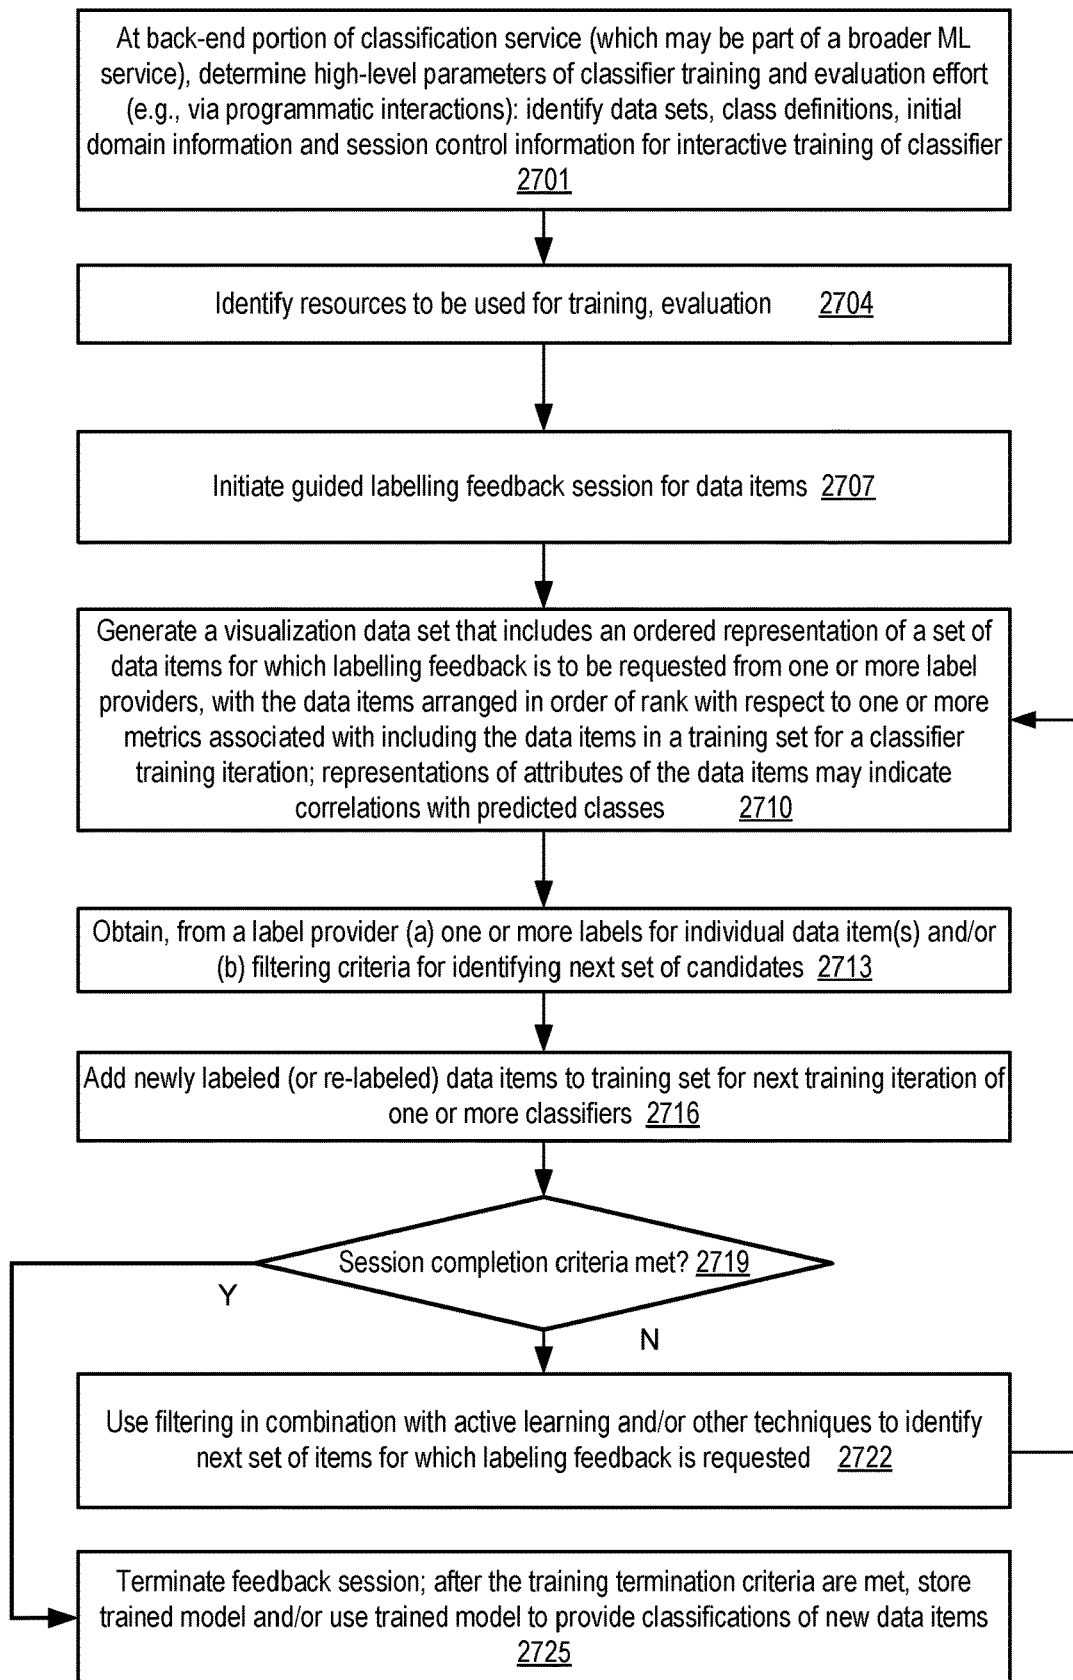 At back-end portion of classification service (which may be part of a broader ML
service), determine high-level parameters of classifier training and evaluation effort
(e.g., via programmatic interactions): identify data sets, class definitions, initial
domain information and session control information for interactive training of classifier
2701
Identify resources to be used for training, evaluation 2704
Initiate guided labelling feedback session for data items 2707
Generate a visualization data set that includes an ordered representation of a set of
data items for which labelling feedback is to be requested from one or more label
providers, with the data items arranged in order of rank with respect to one or more
metrics associated with including the data items in a training set for a classifier
training iteration; representations of attributes of the data items may indicate
correlations with predicted classes 2710
Obtain, from a label provider (a) one or more labels for individual data item(s) and/or
(b) filtering criteria for identifying next set of candidates 2713
Add newly labeled (or re-labeled) data items to training set for next training iteration of
one or more classifiers 2716
Session completion criteria met? 2719
Y
N
Use filtering in combination with active learning and/or other techniques to identify
next set of items for which labeling feedback is requested 2722
Terminate feedback session; after the training termination criteria are met, store
trained model and/or use trained model to provide classifications of new data items
2725